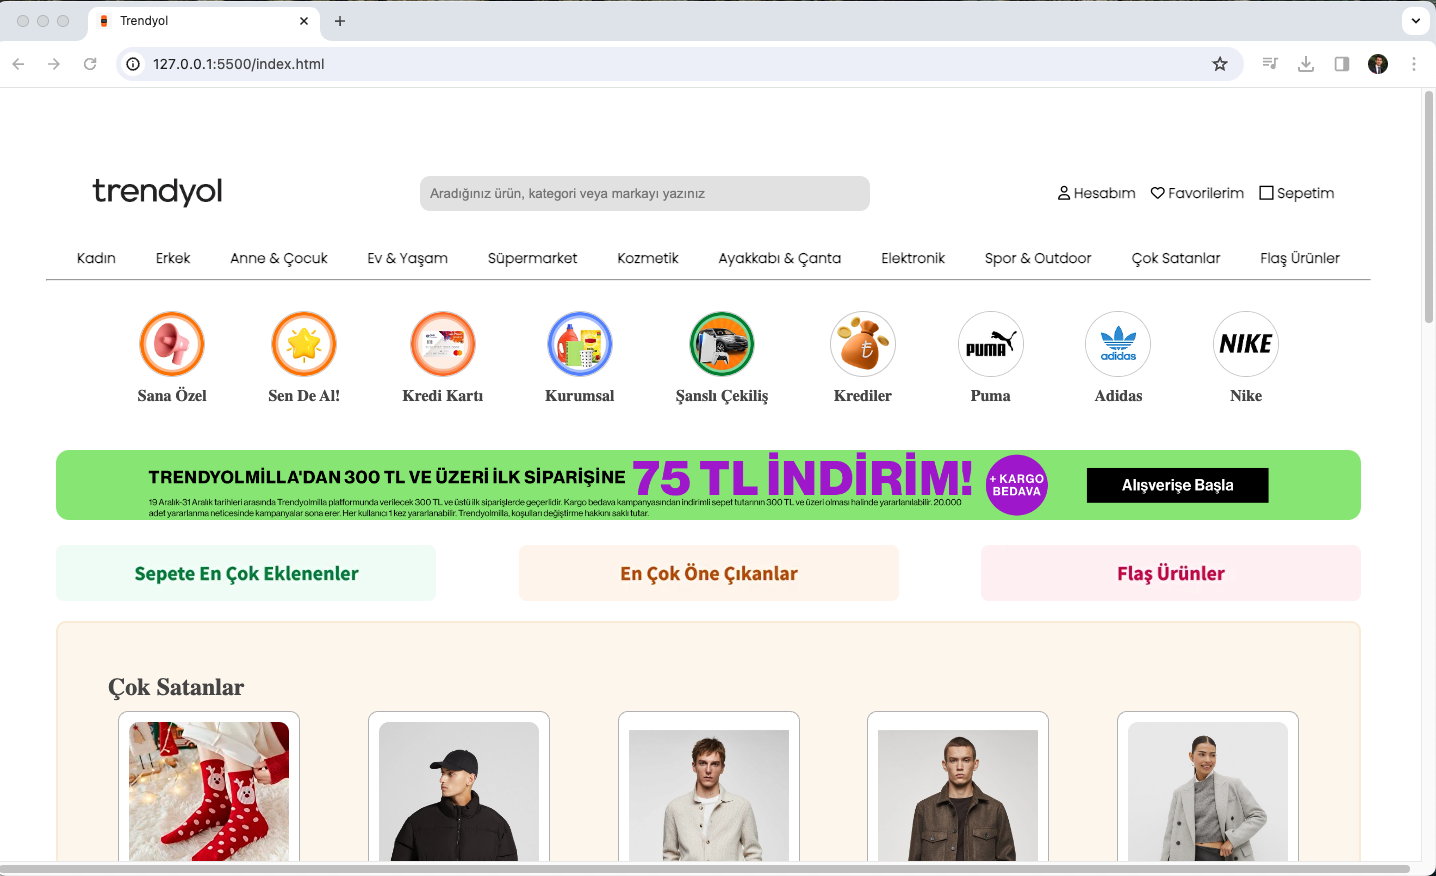 Trendyol
127.0.0.1:5500/index.html
trendyol
Aradığınız ürün, kategori veya markayı yazınız
Hesabım
Favorilerim
Sepetim
Kadın
Erkek
Anne & Çocuk
Ev & Yaşam
Süpermarket
Kozmetik
Ayakkabı & Çanta
Elektronik
Spor & Outdoor
Çok Satanlar
Flaş Ürünler
PUMA
adidas
NIKE
Sana Özel
Sen De Al!
Kredi Kartı
Kurumsal
Şanslı Çekiliş
Krediler
Puma
Adidas
Nike
TRENDYOLMİLLA'DAN 300 TL VE ÜZERİ İLK SİPARİŞİNE 75 TL İNDİRİM!
+ KARGO
BEDAVA
Alışverişe Başla
19 Aralık-31 Aralık tarihleri arasında Trendyolmilla platformunda verilecek 300 TL ve üstü ilk siparişlerde geçerlidir. Kargo bedava kampanyasından indirimli sepet tutarının 300 TL ve üzeri olması halinde yararlanılabilir. 20.000
adet yararlanma neticesinde kampanyalar sona erer. Her kullanıcı 1 kez yararlanabilir. Trendyolmilla, koşulları değiştirme hakkını saklı tutar.
Sepete En Çok Eklenenler
En Çok Öne Çıkanlar
Flaş Ürünler
Çok Satanlar